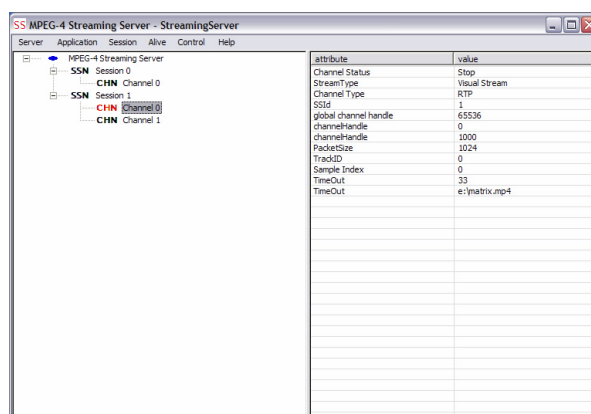 SS MPEG-4 Streaming Server - StreamingServer
Server Application Session Alive Control Help
MPEG-4 Streaming Server
SSN Session 0
CHN Channel 0
SSN Session 1
CHN Channel 0
CHN Channel 1
attribute value
Channel Status Stop
StreamType Visual Stream
Channel Type RTP
SSId 1
global channel handle 65536
channelHandle 0
channelHandle 1000
PacketSize 1024
TrackID 0
Sample Index 0
TimeOut 33
TimeOut e:\matrix.mp4